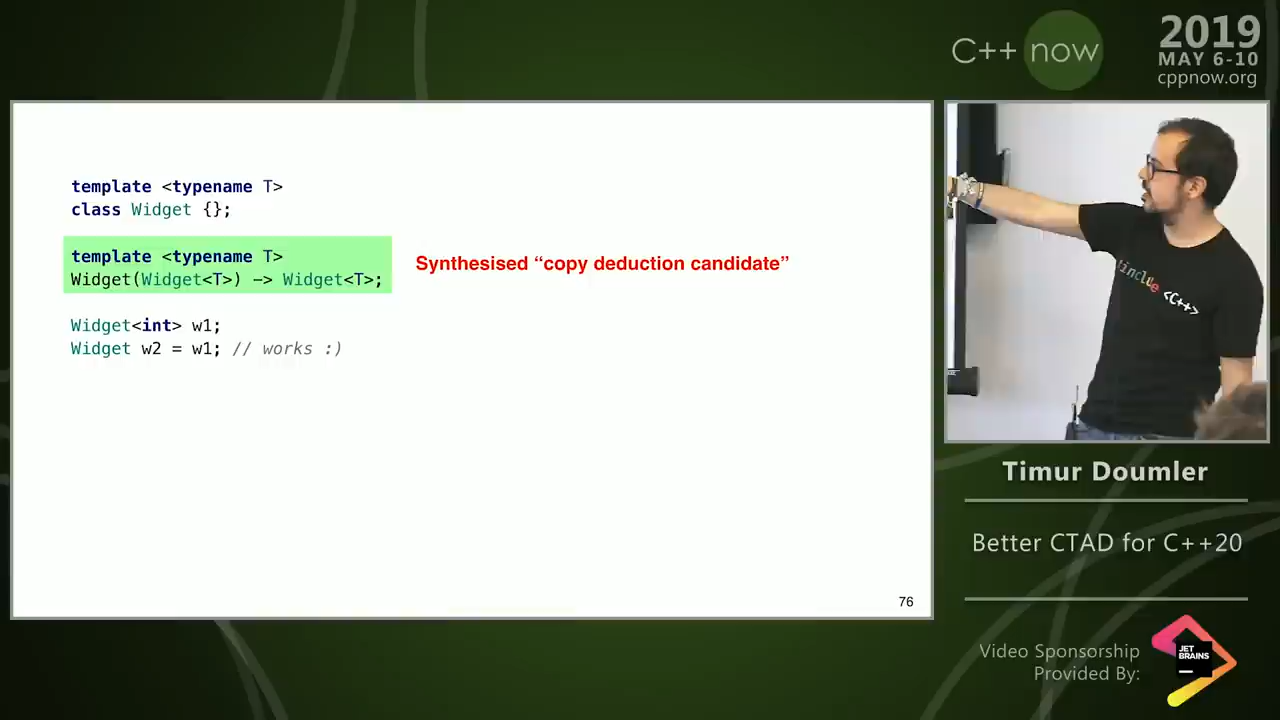 C++ now
2019
MAY 6-10
cppnow.org
template <typename T>
class Widget {};
template <typename T>
Widget(Widget<T>) -> Widget<T>;
Synthesised “copy deduction candidate”
Widget<int> w1;
Widget w2 = w1; // works :)
76
#include
<C++>
Timur Doumler
Better CTAD for C++20
Video Sponsorship
Provided By:
JET
BRAINS